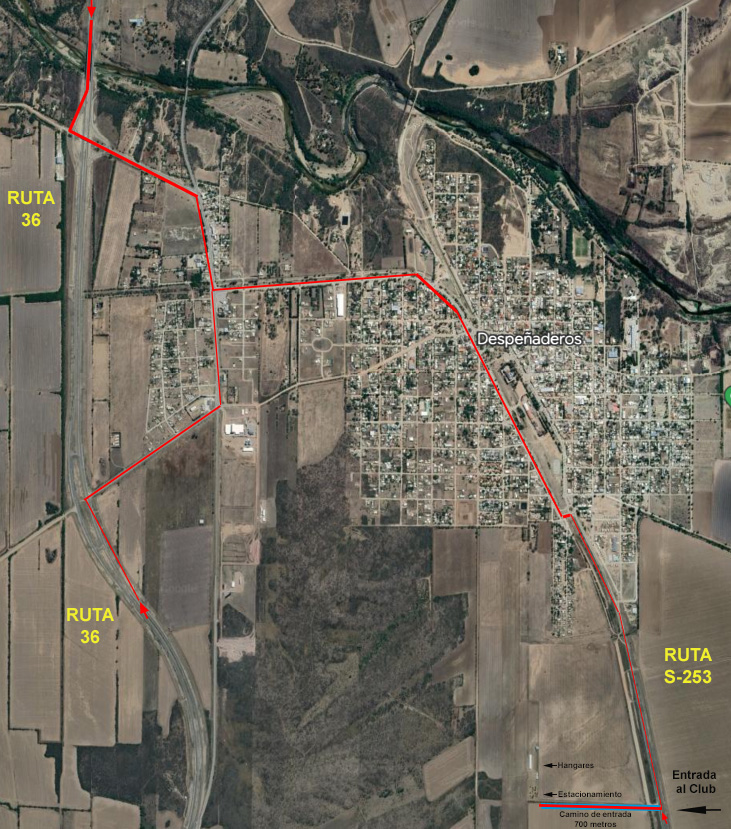 RUTA
36
Despeñaderos
RUTA
36
RUTA
S-253
Hangares
Entrada
al Club
Estacionamiento
Camino de entrada
700 metros